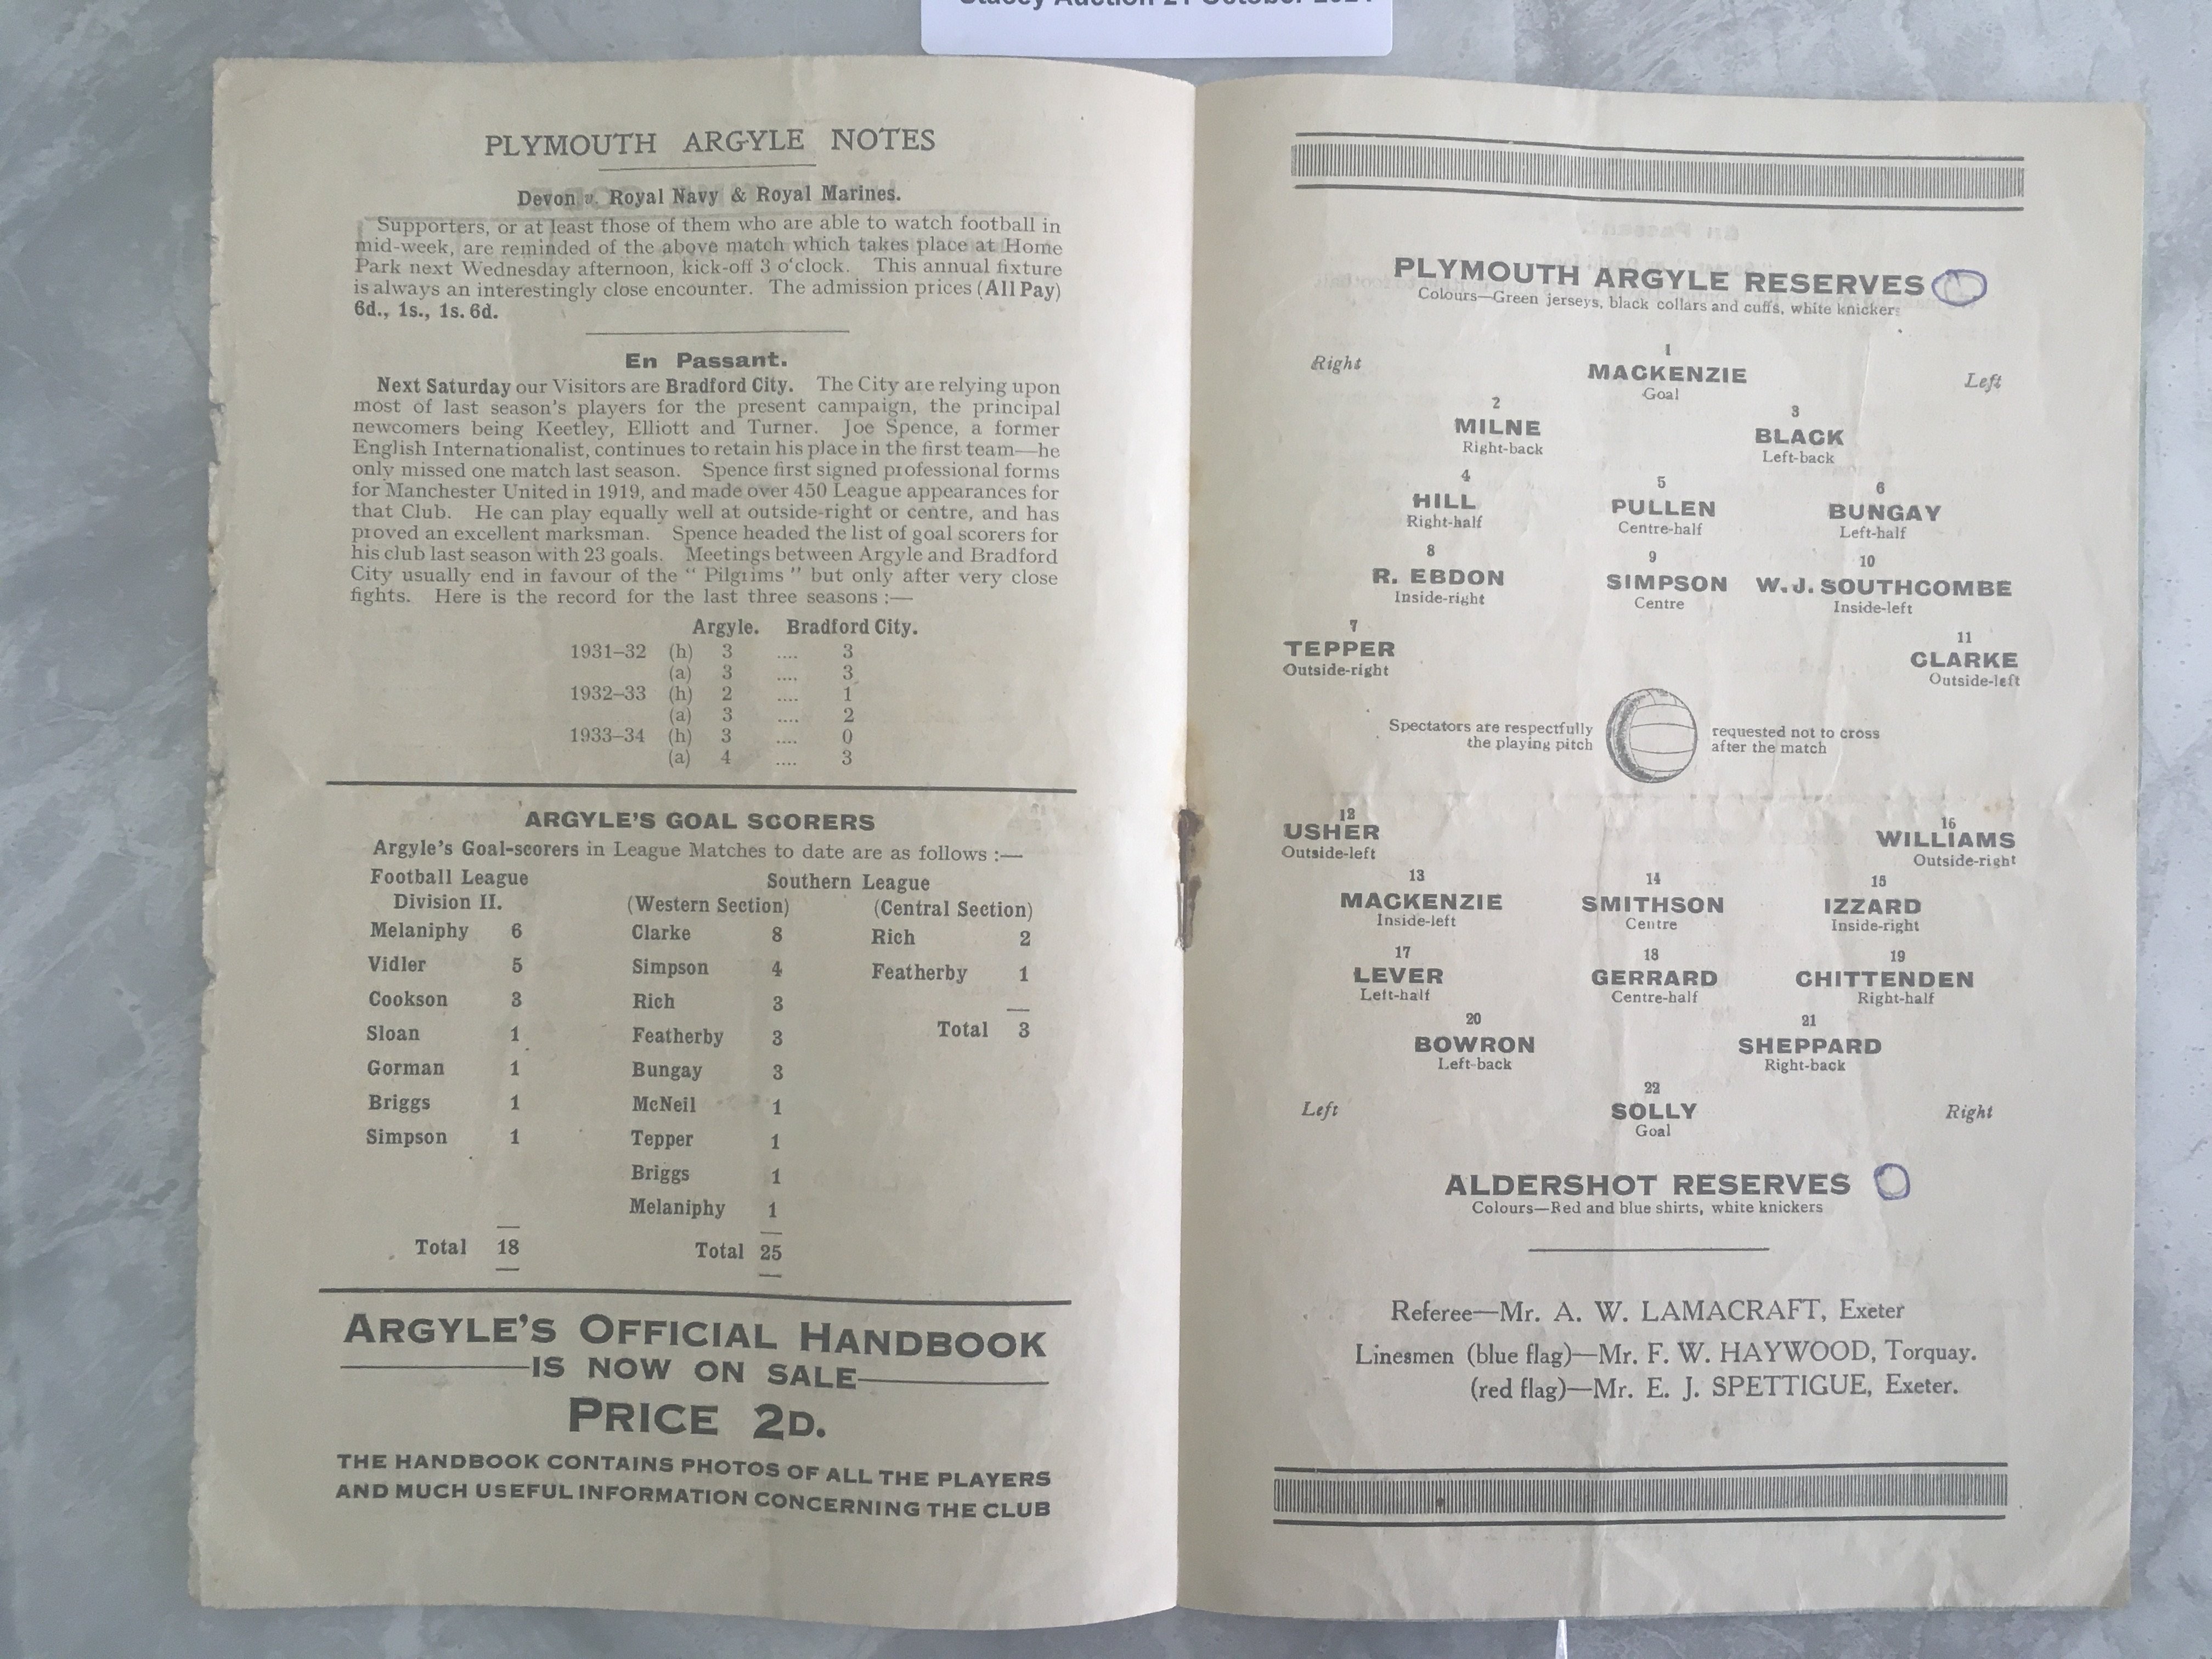 Stacey Auction 21 October 2021
PLYMOUTH ARGYLE NOTES
Devon v. Royal Navy & Royal Marines.
Supporters, or at least those of them who are able to watch football in
mid-week, are reminded of the above match which takes place at Home
Park next Wednesday afternoon, kick-off 3 o'clock. This annual fixture
is always an interestingly close encounter. The admission prices (All Pay)
6d., 1s., 1s. 6d.
En Passant.
Next Saturday our Visitors are Bradford City. The City are relying upon
most of last season's players for the present campaign, the principal
newcomers being Keetley, Elliott and Turner. Joe Spence, a former
English Internationalist, continues to retain his place in the first team—he
only missed one match last season. Spence first signed professional forms
for Manchester United in 1919, and made over 450 League appearances for
that Club. He can play equally well at outside-right or centre, and has
proved an excellent marksman. Spence headed the list of goal scorers for
his club last season with 23 goals. Meetings between Argyle and Bradford
City usually end in favour of the " Pilgrims " but only after very close
fights. Here is the record for the last three seasons :—
Argyle. Bradford City.
1931–32 (h) 3 .... 3
(a) 3 .... 3
1932–33 (h) 2 .... 1
(a) 3 .... 2
1933–34 (h) 3 .... 0
(a) 4 .... 3
ARGYLE'S GOAL SCORERS
Argyle's Goal-scorers in League Matches to date are as follows :—
Football League Southern League
Division II. (Western Section) (Central Section)
Melaniphy 6 Clarke 8 Rich 2
Vidler 5 Simpson 4 Featherby 1
Cookson 3 Rich 3
Sloan 1 Featherby 3 Total 3
Gorman 1 Bungay 3
Briggs 1 McNeil 1
Simpson 1 Tepper 1
Briggs 1
Melaniphy 1
Total 18 Total 25
ARGYLE'S OFFICIAL HANDBOOK
IS NOW ON SALE
PRICE 2D.
THE HANDBOOK CONTAINS PHOTOS OF ALL THE PLAYERS
AND MUCH USEFUL INFORMATION CONCERNING THE CLUB
PLYMOUTH ARGYLE RESERVES
Colours—Green jerseys, black collars and cuffs, white knickers
1
Right MACKENZIE Left
Goal
2 3
MILNE BLACK
Right-back Left-back
4 5 6
HILL PULLEN BUNGAY
Right-half Centre-half Left-half
8 9 10
R. EBDON SIMPSON W. J. SOUTHCOMBE
Inside-right Centre Inside-left
7 11
TEPPER CLARKE
Outside-right Outside-left
Spectators are respectfully requested not to cross
the playing pitch after the match
12 16
USHER WILLIAMS
Outside-left Outside-right
13 14 15
MACKENZIE SMITHSON IZZARD
Inside-left Centre Inside-right
17 18 19
LEVER GERRARD CHITTENDEN
Left-half Centre-half Right-half
20 21
BOWRON SHEPPARD
Left-back Right-back
22
Left SOLLY Right
Goal
ALDERSHOT RESERVES
Colours—Red and blue shirts, white knickers
Referee—Mr. A. W. LAMACRAFT, Exeter
Linesmen (blue flag)—Mr. F. W. HAYWOOD, Torquay.
(red flag)—Mr. E. J. SPETTIGUE, Exeter.